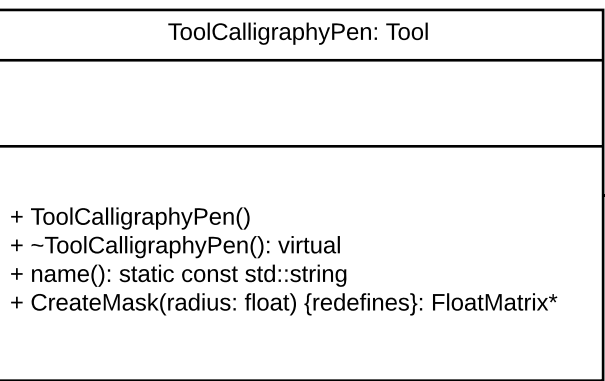 ToolCalligraphyPen: Tool
+ ToolCalligraphyPen()
+ ~ToolCalligraphyPen(): virtual
+ name(): static const std::string
+ CreateMask(radius: float) {redefines}: FloatMatrix*